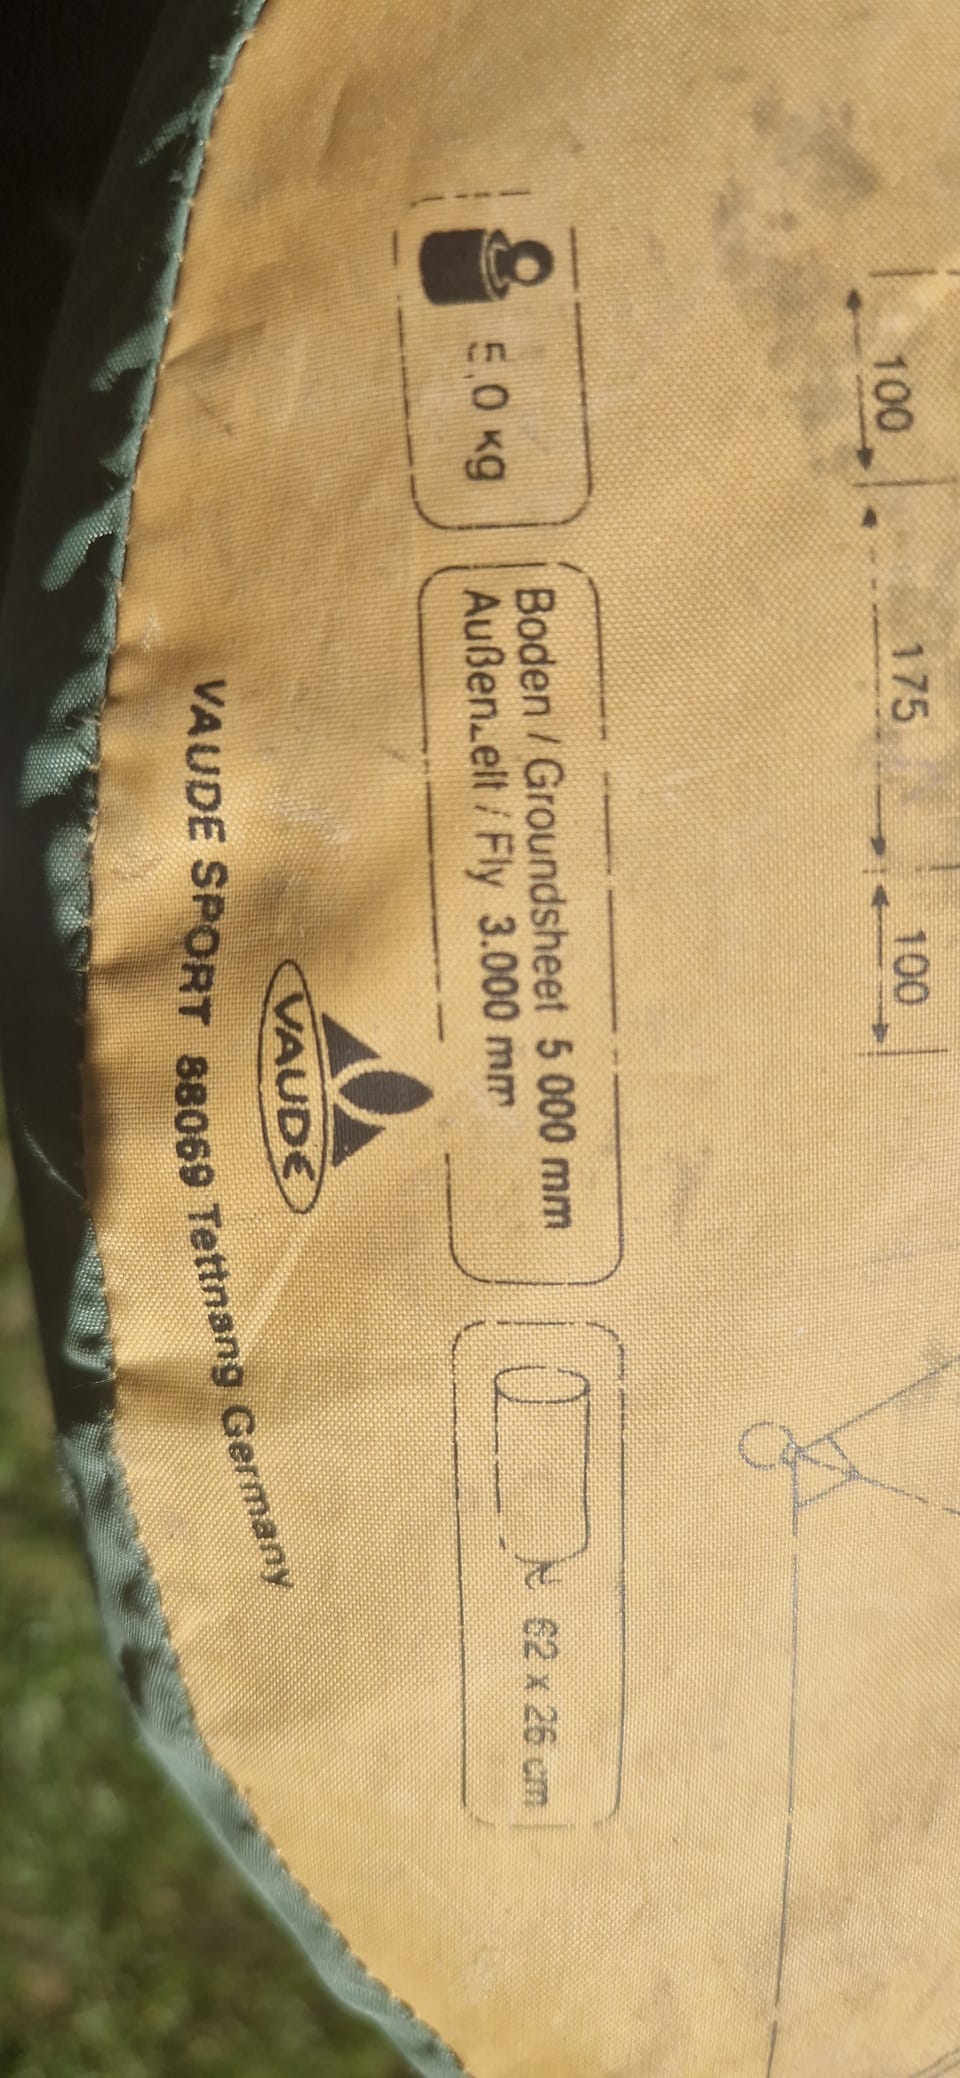 100 175 100
5.0 kg
Boden / Groundsheet 5 000 mm
Außenzelt / Fly 3.000 mm
62 x 26 cm
VAUDE
VAUDE SPORT 88069 Tettnang Germany